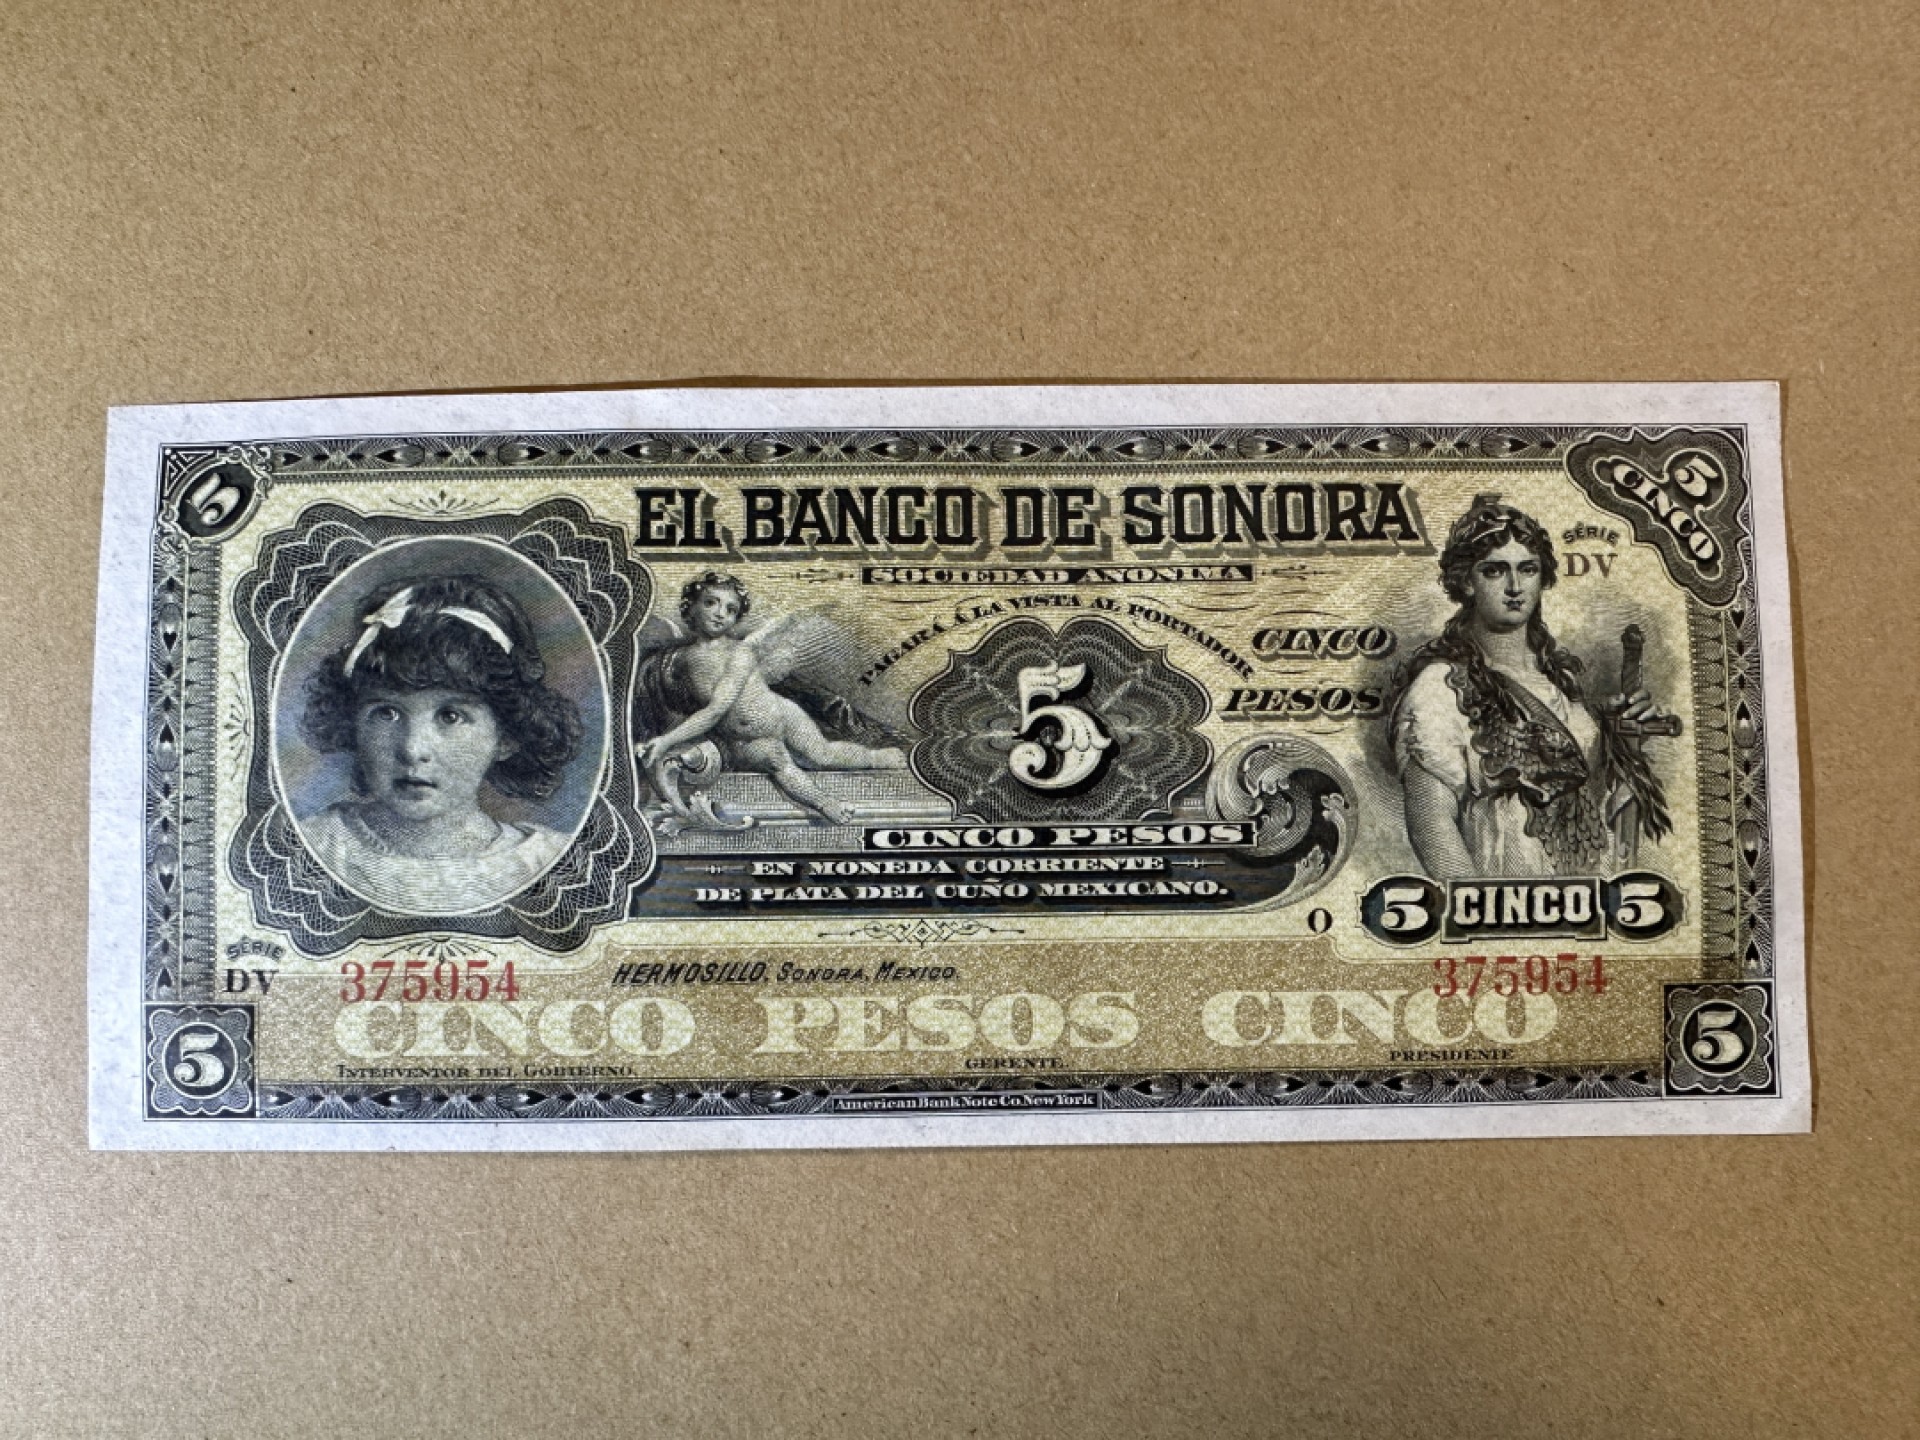 5
5 CINCO
EL BANCO DE SONORA
SÉRIE
DV
SOCIEDAD ANONIMA
PAGARÁ Á LA VISTA AL PORTADOR
CINCO
PESOS
5
CINCO PESOS
EN MONEDA CORRIENTE
DE PLATA DEL CUÑO MEXICANO.
O
5 CINCO 5
SÉRIE
DV
375954
HERMOSILLO, SONORA, MEXICO.
375954
CINCO PESOS CINCO
5
5
INTERVENTOR DEL GOBIERNO.
GERENTE.
PRESIDENTE
American Bank Note Co. New York